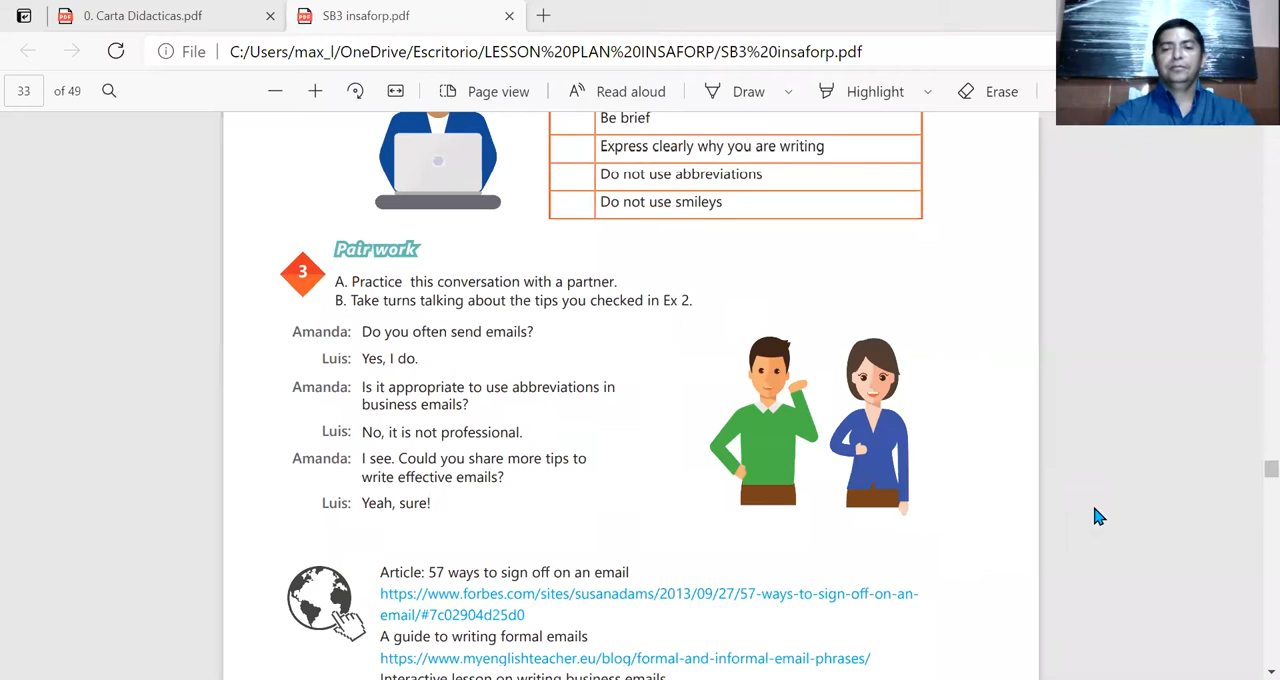 0. Carta Didacticas.pdf
SB3 insaforp.pdf
File
C:/Users/max_l/OneDrive/Escritorio/LESSON%20PLAN%20INSAFORP/SB3%20insaforp.pdf
33 of 49
Page view
Read aloud
Draw
Highlight
Erase
Be brief
Express clearly why you are writing
Do not use abbreviations
Do not use smileys
Pair work
3
A. Practice this conversation with a partner.
B. Take turns talking about the tips you checked in Ex 2.
Amanda: Do you often send emails?
Luis: Yes, I do.
Amanda: Is it appropriate to use abbreviations in
business emails?
Luis: No, it is not professional.
Amanda: I see. Could you share more tips to
write effective emails?
Luis: Yeah, sure!
Article: 57 ways to sign off on an email
https://www.forbes.com/sites/susanadams/2013/09/27/57-ways-to-sign-off-on-an-
email/#7c02904d25d0
A guide to writing formal emails
https://www.myenglishteacher.eu/blog/formal-and-informal-email-phrases/
Interactive lesson on writing business emails